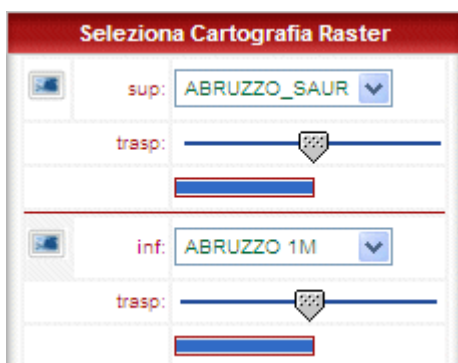 Seleziona Cartografia Raster
sup: ABRUZZO_SAUR
trasp:
inf: ABRUZZO 1M
trasp: